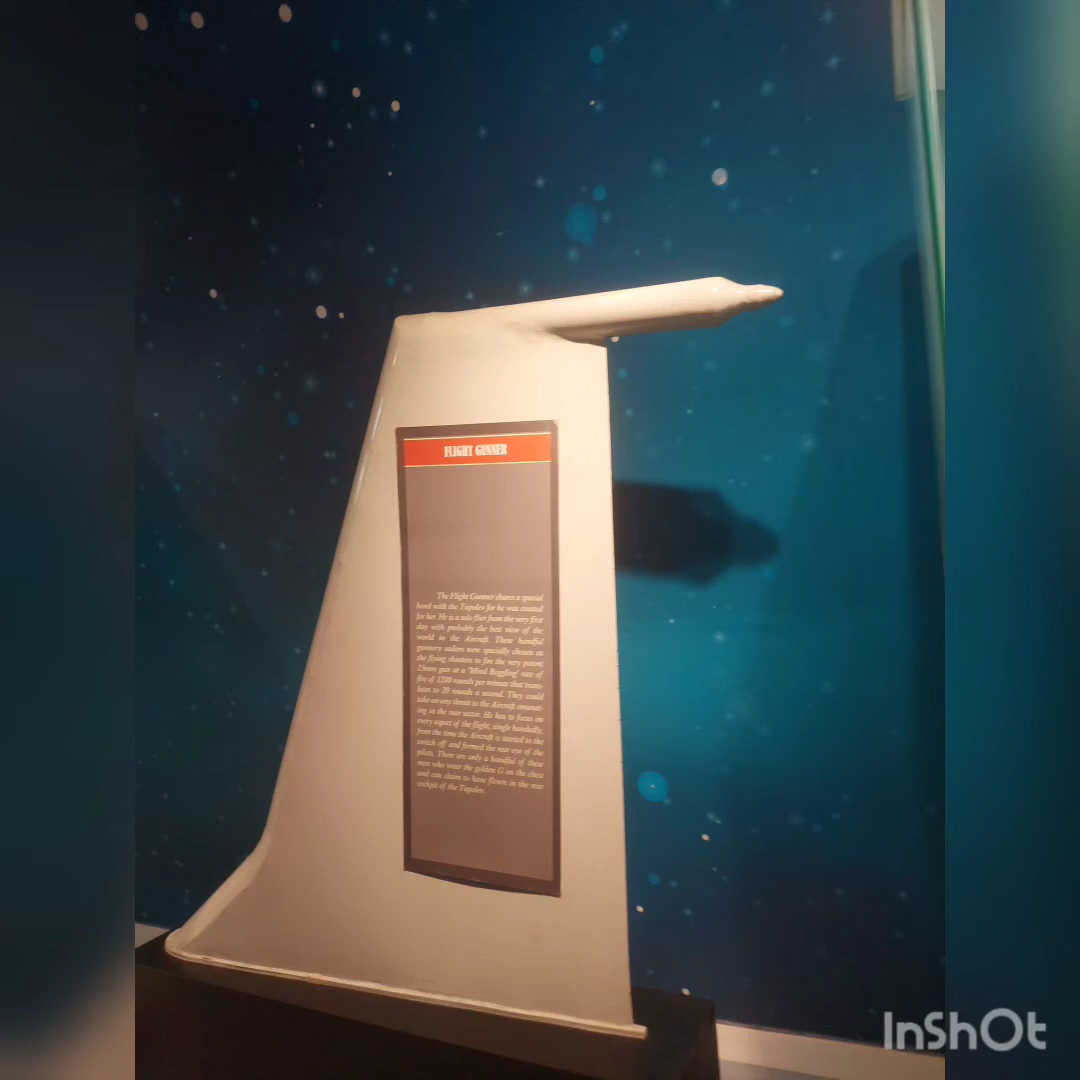 FLIGHT GUNNER
The Flight Gunner shares a special
bond with the Tupolev for he was created
for her. He is a solo flier from the very first
day with probably the best view of the
world in the Aircraft. These handful
gunnery sailors were specially chosen as
the flying shooters to fire the very potent
23mm gun at a 'Mind Boggling' rate of
fire of 1200 rounds per minute that trans-
lates to 20 rounds a second. They could
take on any threat to the Aircraft emanat-
ing in the rear sector. He has to focus on
every aspect of the flight, single handedly,
from the time the Aircraft is started to the
switch off and formed the rear eye of the
pilots. There are only a handful of these
men who wear the golden G on the chest
and can claim to have flown in the rear
cockpit of the Tupolev.
InShOt